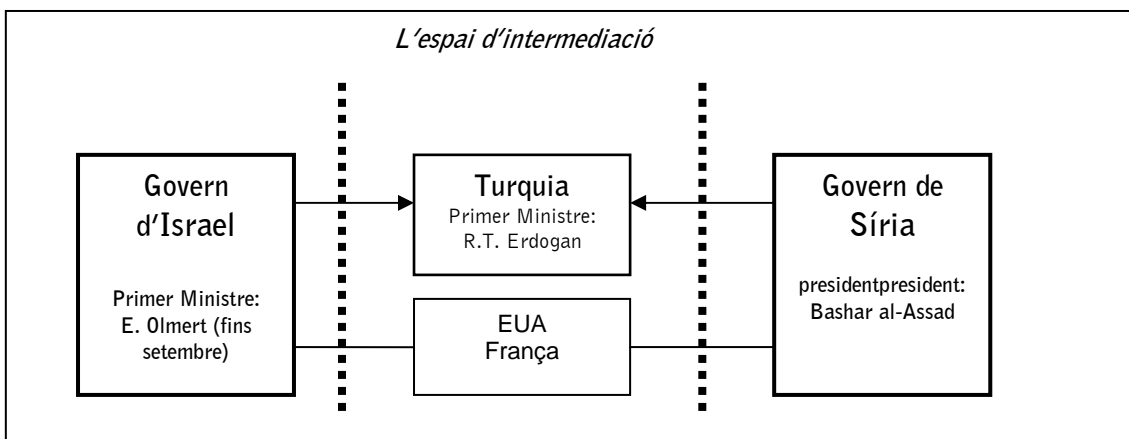 L'espai d'intermediació
Govern
d'Israel
Primer Ministre:
E. Olmert (fins
setembre)
Turquia
Primer Ministre:
R.T. Erdogan
EUA
França
Govern de
Síria
presidentpresident:
Bashar al-Assad